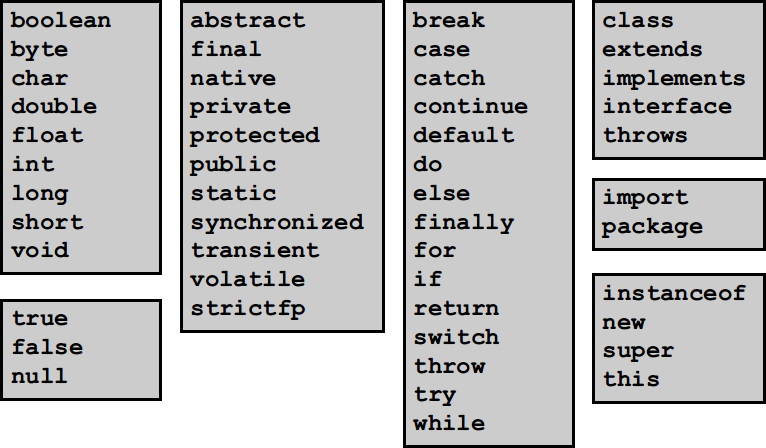 boolean
byte
char
double
float
int
long
short
void
true
false
null
abstract
final
native
private
protected
public
static
synchronized
transient
volatile
strictfp
break
case
catch
continue
default
do
else
finally
for
if
return
switch
throw
try
while
class
extends
implements
interface
throws
import
package
instanceof
new
super
this